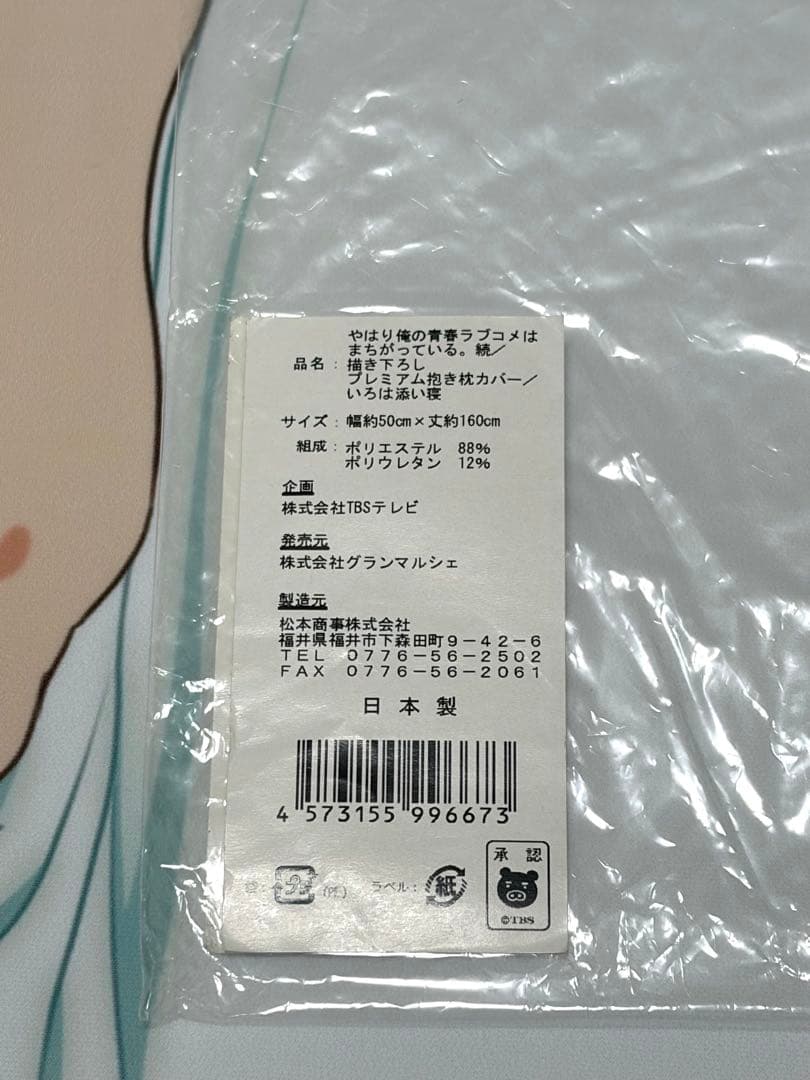 やはり俺の青春ラブコメは
まちがっている。続／
品名：描き下ろし
プレミアム抱き枕カバー／
いろは添い寝
サイズ：幅約50cm×丈約160cm
組成：ポリエステル 88%
ポリウレタン 12%
企画
株式会社TBSテレビ
発売元
株式会社グランマルシェ
製造元
松本商事株式会社
福井県福井市下森田町９－４２－６
ＴＥＬ ０７７６－５６－２５０２
ＦＡＸ ０７７６－５６－２０６１
日本製
4 573155 996673
ラベル：紙
承認
©TBS